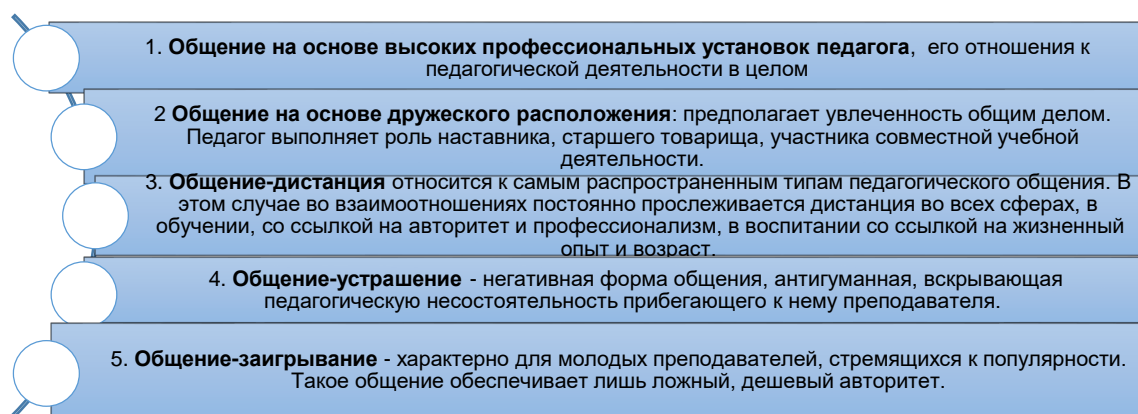 1. Общение на основе высоких профессиональных установок педагога, его отношения к
педагогической деятельности в целом
2 Общение на основе дружеского расположения: предполагает увлеченность общим делом.
Педагог выполняет роль наставника, старшего товарища, участника совместной учебной
деятельности.
3. Общение-дистанция относится к самым распространенным типам педагогического общения. В
этом случае во взаимоотношениях постоянно прослеживается дистанция во всех сферах, в
обучении, со ссылкой на авторитет и профессионализм, в воспитании со ссылкой на жизненный
опыт и возраст.
4. Общение-устрашение - негативная форма общения, антигуманная, вскрывающая
педагогическую несостоятельность прибегающего к нему преподавателя.
5. Общение-заигрывание - характерно для молодых преподавателей, стремящихся к популярности.
Такое общение обеспечивает лишь ложный, дешевый авторитет.